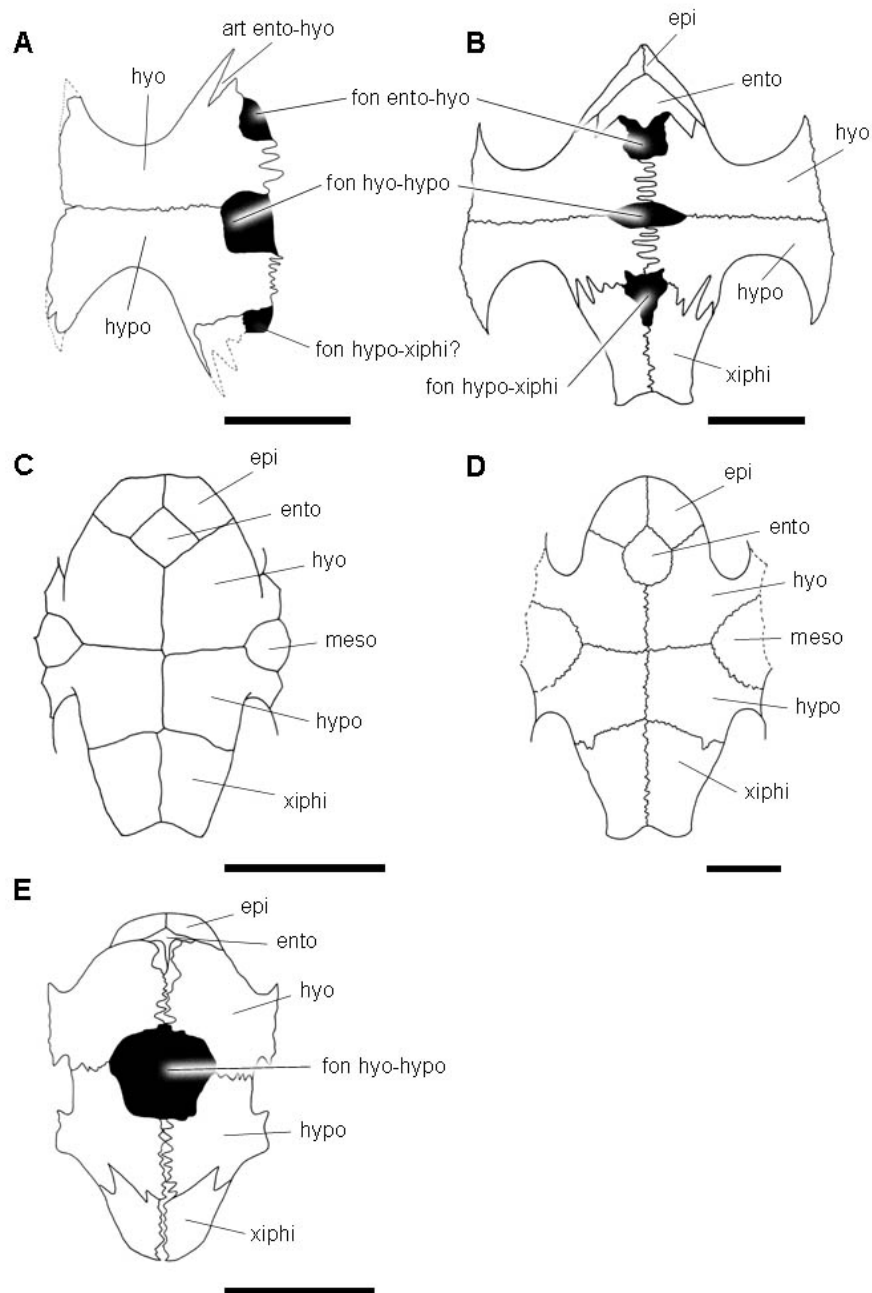 A
art ento-hyo
hyo
hypo
fon ento-hyo
fon hyo-hypo
fon hypo-xiphi?
B
epi
ento
hyo
hypo
xiphi
fon hypo-xiphi
C
epi
ento
hyo
meso
hypo
xiphi
D
epi
ento
hyo
meso
hypo
xiphi
E
epi
ento
hyo
fon hyo-hypo
hypo
xiphi